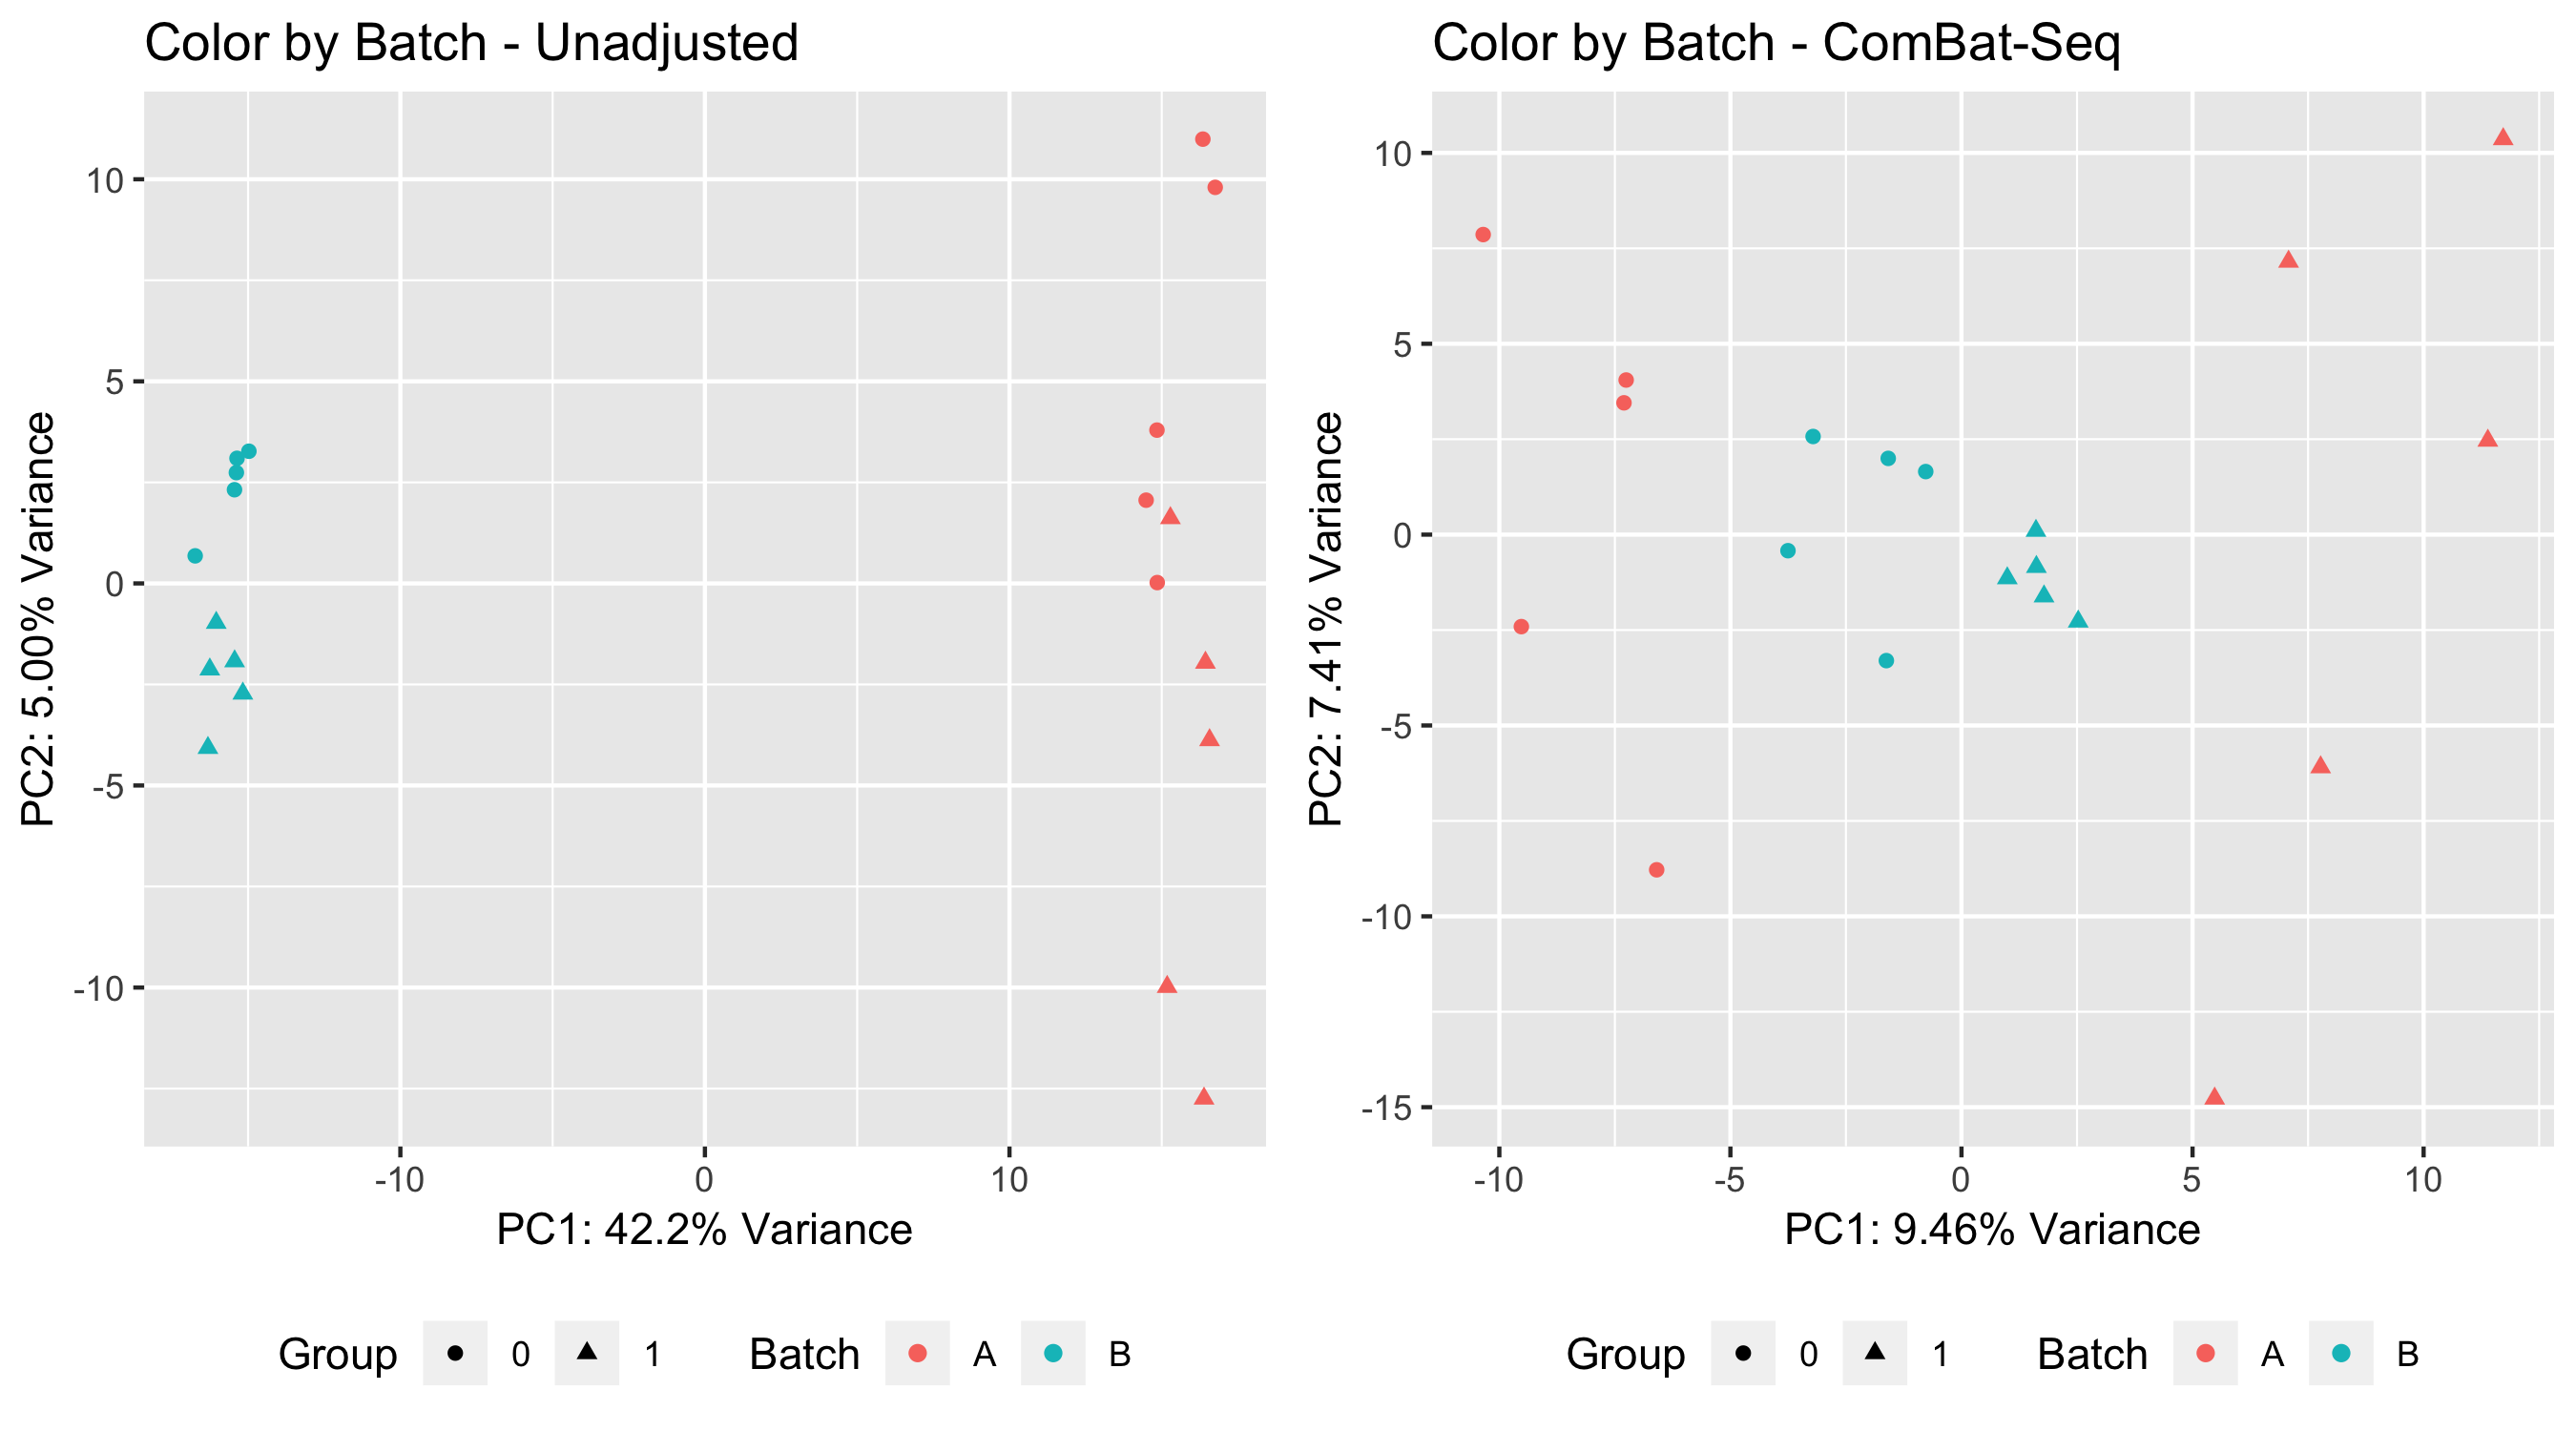 Color by Batch - Unadjusted
10
5
0
-5
-10
PC2: 5.00% Variance
-10 0 10
PC1: 42.2% Variance
Group 0 1 Batch A B
Color by Batch - ComBat-Seq
10
5
0
-5
-10
-15
PC2: 7.41% Variance
-10 -5 0 5 10
PC1: 9.46% Variance
Group 0 1 Batch A B